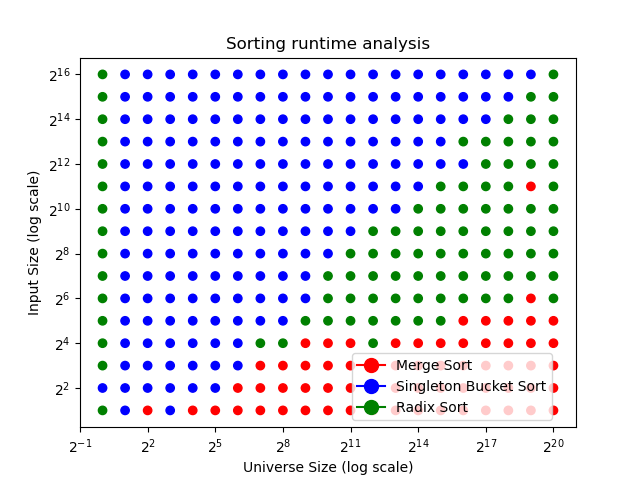 Sorting runtime analysis
Input Size (log scale)
2^16
2^14
2^12
2^10
2^8
2^6
2^4
2^2
Merge Sort
Singleton Bucket Sort
Radix Sort
2^−1 2^2 2^5 2^8 2^11 2^14 2^17 2^20
Universe Size (log scale)